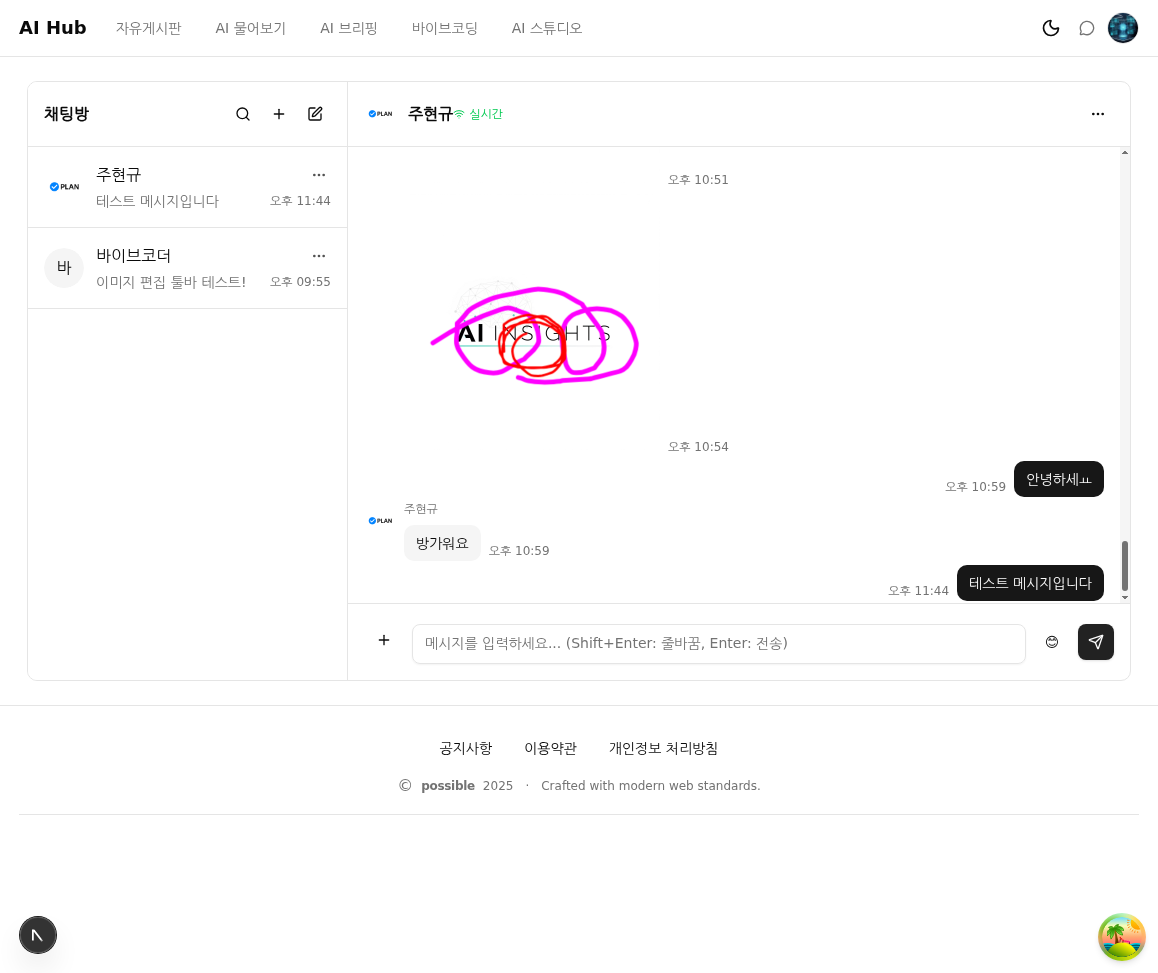 AI Hub 자유게시판 AI 물어보기 AI 브리핑 바이브코딩 AI 스튜디오
채팅방
PLAN
주현규
테스트 메시지입니다 오후 11:44
바
바이브코더
이미지 편집 툴바 테스트! 오후 09:55
PLAN 주현규 실시간
오후 10:51
AI INSIGHTS
오후 10:54
오후 10:59 안녕하세ㅛ
주현규
PLAN
방가워요 오후 10:59
오후 11:44 테스트 메시지입니다
메시지를 입력하세요... (Shift+Enter: 줄바꿈, Enter: 전송)
공지사항 이용약관 개인정보 처리방침
© possible 2025 · Crafted with modern web standards.